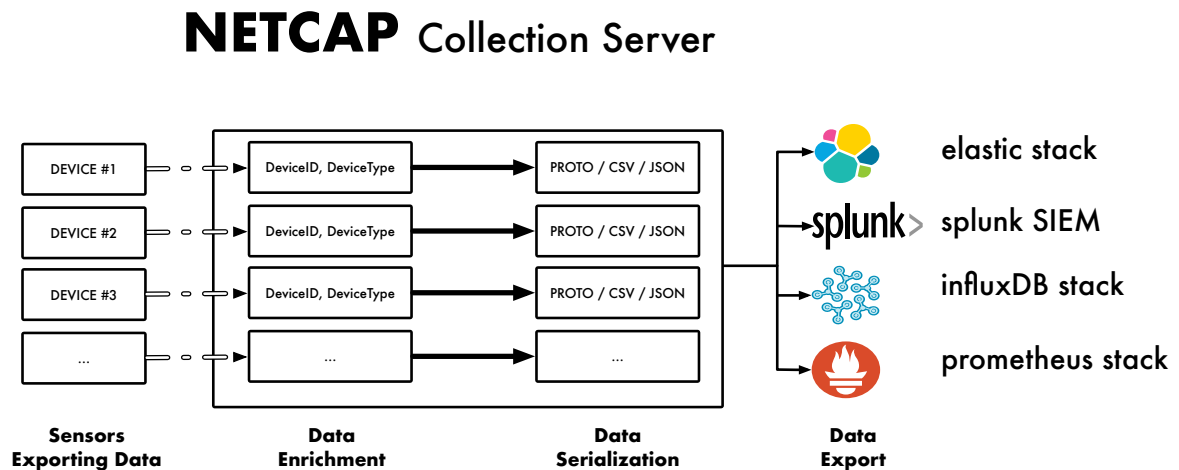 NETCAP Collection Server
DEVICE #1
DeviceID, DeviceType
PROTO / CSV / JSON
elastic stack
DEVICE #2
DeviceID, DeviceType
PROTO / CSV / JSON
splunk>
splunk SIEM
DEVICE #3
DeviceID, DeviceType
PROTO / CSV / JSON
influxDB stack
...
...
...
prometheus stack
Sensors
Exporting Data
Data
Enrichment
Data
Serialization
Data
Export